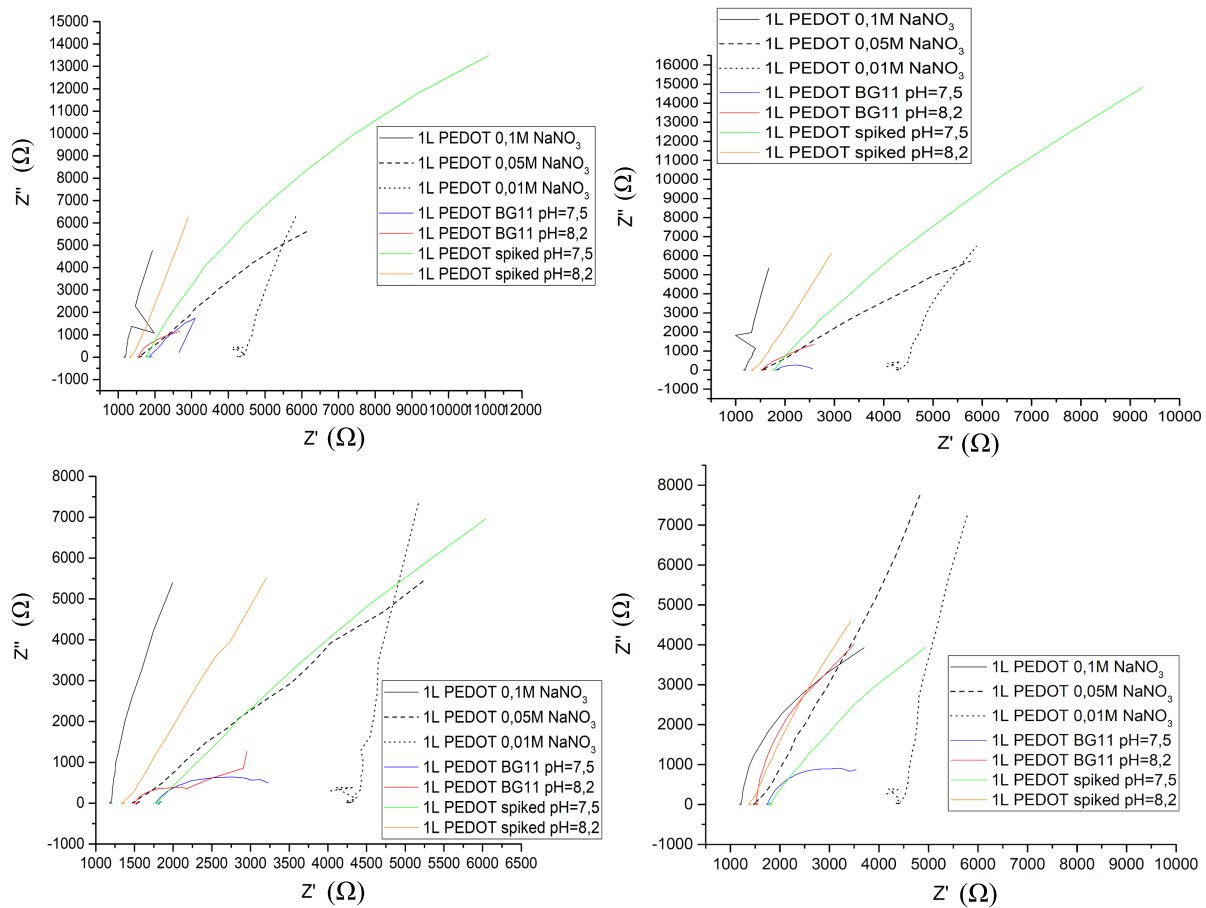 15000
14000
13000
12000
11000
10000
9000
8000
7000
6000
5000
4000
3000
2000
1000
0
-1000
Z'' (Ω)
1L PEDOT 0,1M NaNO₃
1L PEDOT 0,05M NaNO₃
1L PEDOT 0,01M NaNO₃
1L PEDOT BG11 pH=7,5
1L PEDOT BG11 pH=8,2
1L PEDOT spiked pH=7,5
1L PEDOT spiked pH=8,2
1000 2000 3000 4000 5000 6000 7000 8000 9000 10000 11000 12000
Z' (Ω)
1L PEDOT 0,1M NaNO₃
1L PEDOT 0,05M NaNO₃
1L PEDOT 0,01M NaNO₃
1L PEDOT BG11 pH=7,5
1L PEDOT BG11 pH=8,2
1L PEDOT spiked pH=7,5
1L PEDOT spiked pH=8,2
16000
15000
14000
13000
12000
11000
10000
9000
8000
7000
6000
5000
4000
3000
2000
1000
0
-1000
Z'' (Ω)
1000 2000 3000 4000 5000 6000 7000 8000 9000 10000
Z' (Ω)
8000
7000
6000
5000
4000
3000
2000
1000
0
-1000
Z'' (Ω)
1L PEDOT 0,1M NaNO₃
1L PEDOT 0,05M NaNO₃
1L PEDOT 0,01M NaNO₃
1L PEDOT BG11 pH=7,5
1L PEDOT BG11 pH=8,2
1L PEDOT spiked pH=7,5
1L PEDOT spiked pH=8,2
1000 1500 2000 2500 3000 3500 4000 4500 5000 5500 6000 6500
Z' (Ω)
8000
7000
6000
5000
4000
3000
2000
1000
0
-1000
Z'' (Ω)
1L PEDOT 0,1M NaNO₃
1L PEDOT 0,05M NaNO₃
1L PEDOT 0,01M NaNO₃
1L PEDOT BG11 pH=7,5
1L PEDOT BG11 pH=8,2
1L PEDOT spiked pH=7,5
1L PEDOT spiked pH=8,2
1000 2000 3000 4000 5000 6000 7000 8000 9000 10000
Z' (Ω)